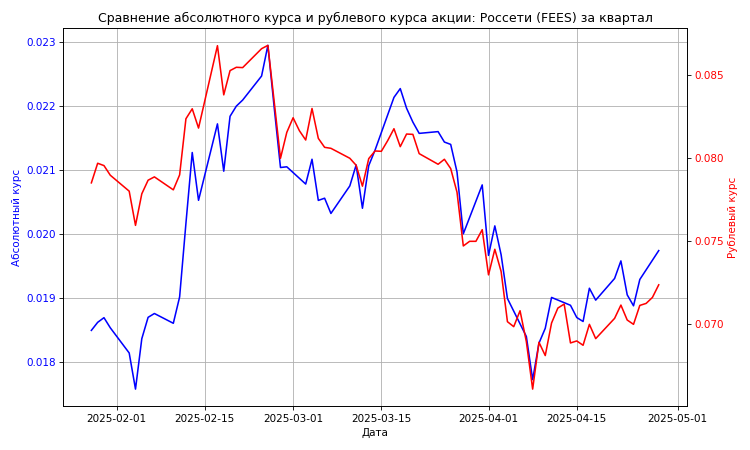 Сравнение абсолютного курса и рублевого курса акции: Россети (FEES) за квартал
Абсолютный курс
0.023
0.022
0.021
0.020
0.019
0.018
0.085
0.080
0.075
0.070
Рублевый курс
2025-02-01 2025-02-15 2025-03-01 2025-03-15 2025-04-01 2025-04-15 2025-05-01
Дата